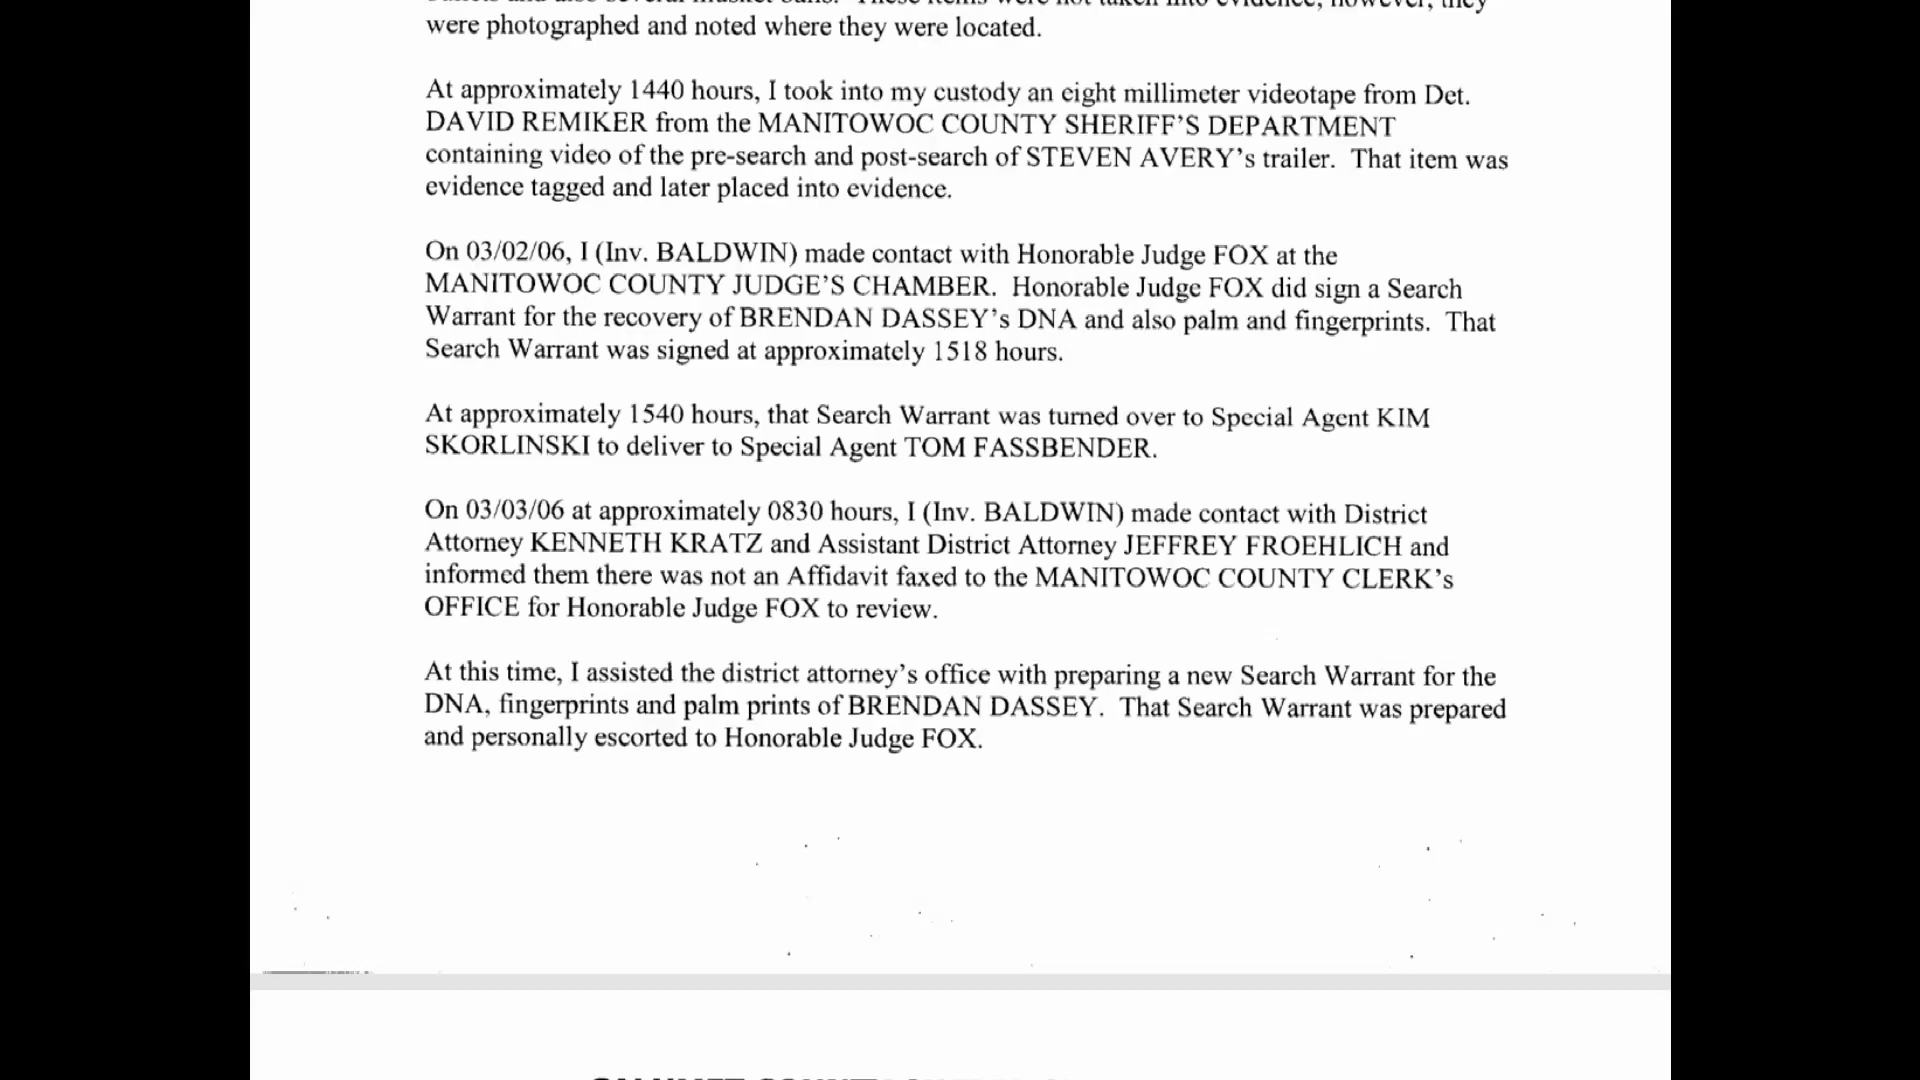 were photographed and noted where they were located.
At approximately 1440 hours, I took into my custody an eight millimeter videotape from Det.
DAVID REMIKER from the MANITOWOC COUNTY SHERIFF'S DEPARTMENT
containing video of the pre-search and post-search of STEVEN AVERY's trailer. That item was
evidence tagged and later placed into evidence.
On 03/02/06, I (Inv. BALDWIN) made contact with Honorable Judge FOX at the
MANITOWOC COUNTY JUDGE'S CHAMBER. Honorable Judge FOX did sign a Search
Warrant for the recovery of BRENDAN DASSEY's DNA and also palm and fingerprints. That
Search Warrant was signed at approximately 1518 hours.
At approximately 1540 hours, that Search Warrant was turned over to Special Agent KIM
SKORLINSKI to deliver to Special Agent TOM FASSBENDER.
On 03/03/06 at approximately 0830 hours, I (Inv. BALDWIN) made contact with District
Attorney KENNETH KRATZ and Assistant District Attorney JEFFREY FROEHLICH and
informed them there was not an Affidavit faxed to the MANITOWOC COUNTY CLERK's
OFFICE for Honorable Judge FOX to review.
At this time, I assisted the district attorney's office with preparing a new Search Warrant for the
DNA, fingerprints and palm prints of BRENDAN DASSEY. That Search Warrant was prepared
and personally escorted to Honorable Judge FOX.